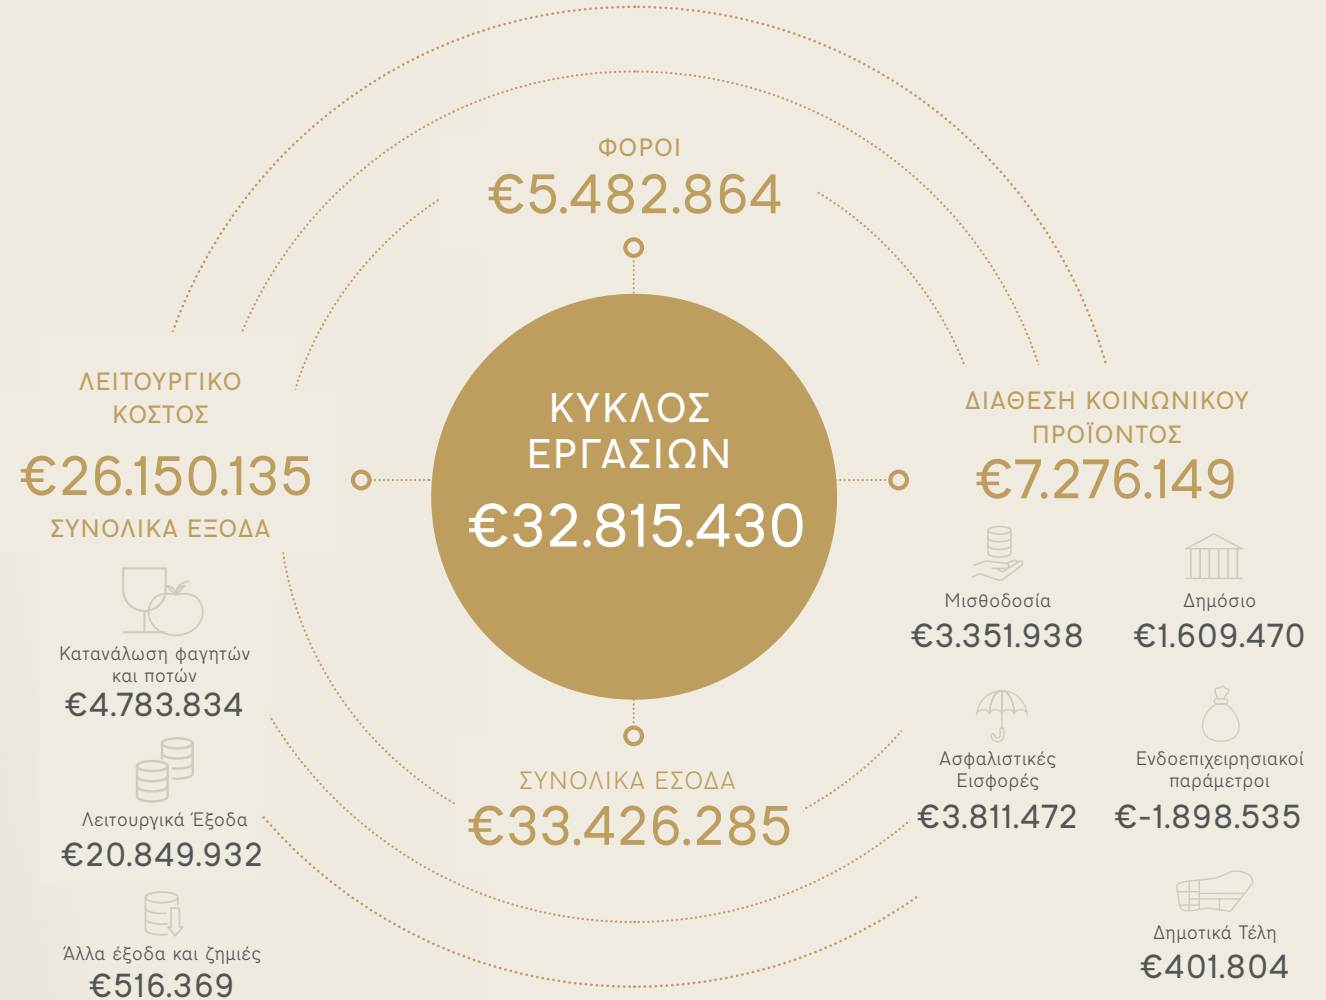 ΦΟΡΟΙ
€5.482.864
ΛΕΙΤΟΥΡΓΙΚΟ
ΚΟΣΤΟΣ
€26.150.135
ΣΥΝΟΛΙΚΑ ΕΞΟΔΑ
Κατανάλωση φαγητών
και ποτών
€4.783.834
Λειτουργικά Έξοδα
€20.849.932
Άλλα έξοδα και ζημιές
€516.369
ΚΥΚΛΟΣ
ΕΡΓΑΣΙΩΝ
€32.815.430
ΣΥΝΟΛΙΚΑ ΕΣΟΔΑ
€33.426.285
ΔΙΑΘΕΣΗ ΚΟΙΝΩΝΙΚΟΥ
ΠΡΟΪΟΝΤΟΣ
€7.276.149
Μισθοδοσία
€3.351.938
Δημόσιο
€1.609.470
Ασφαλιστικές
Εισφορές
€3.811.472
Ενδοεπιχειρησιακοί
παράμετροι
€-1.898.535
Δημοτικά Τέλη
€401.804